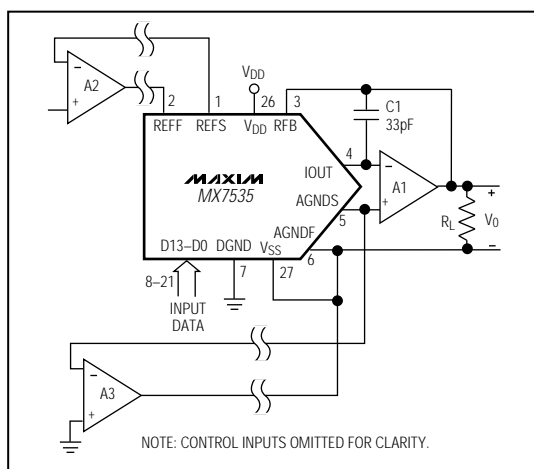 VDD
A2
2
1
26
3
C1
33pF
REFF
REFS
VDD
RFB
4
IOUT
MAXIM
MX7535
A1
AGNDS
5
+
RL
VO
AGNDF
6
–
D13–D0
DGND
VSS
8–21
7
27
INPUT
DATA
–
A3
+
NOTE: CONTROL INPUTS OMITTED FOR CLARITY.